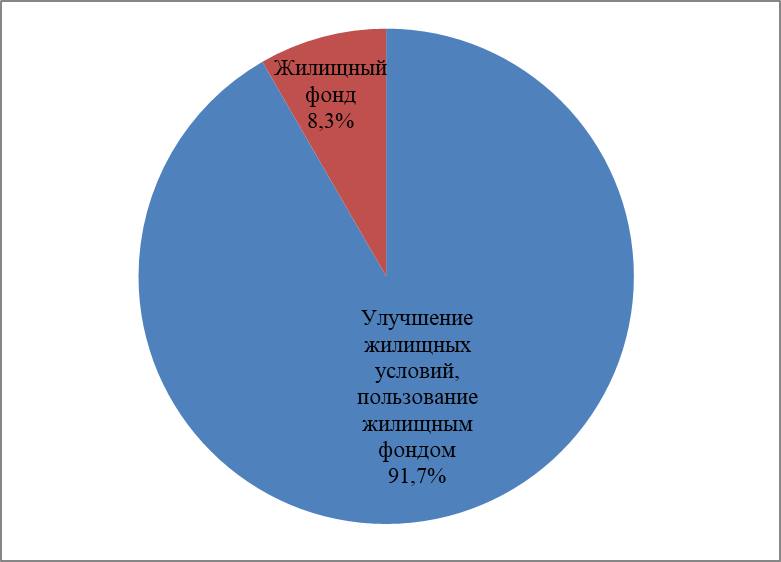 Жилищный
фонд
8,3%
Улучшение
жилищных
условий,
пользование
жилищным
фондом
91,7%